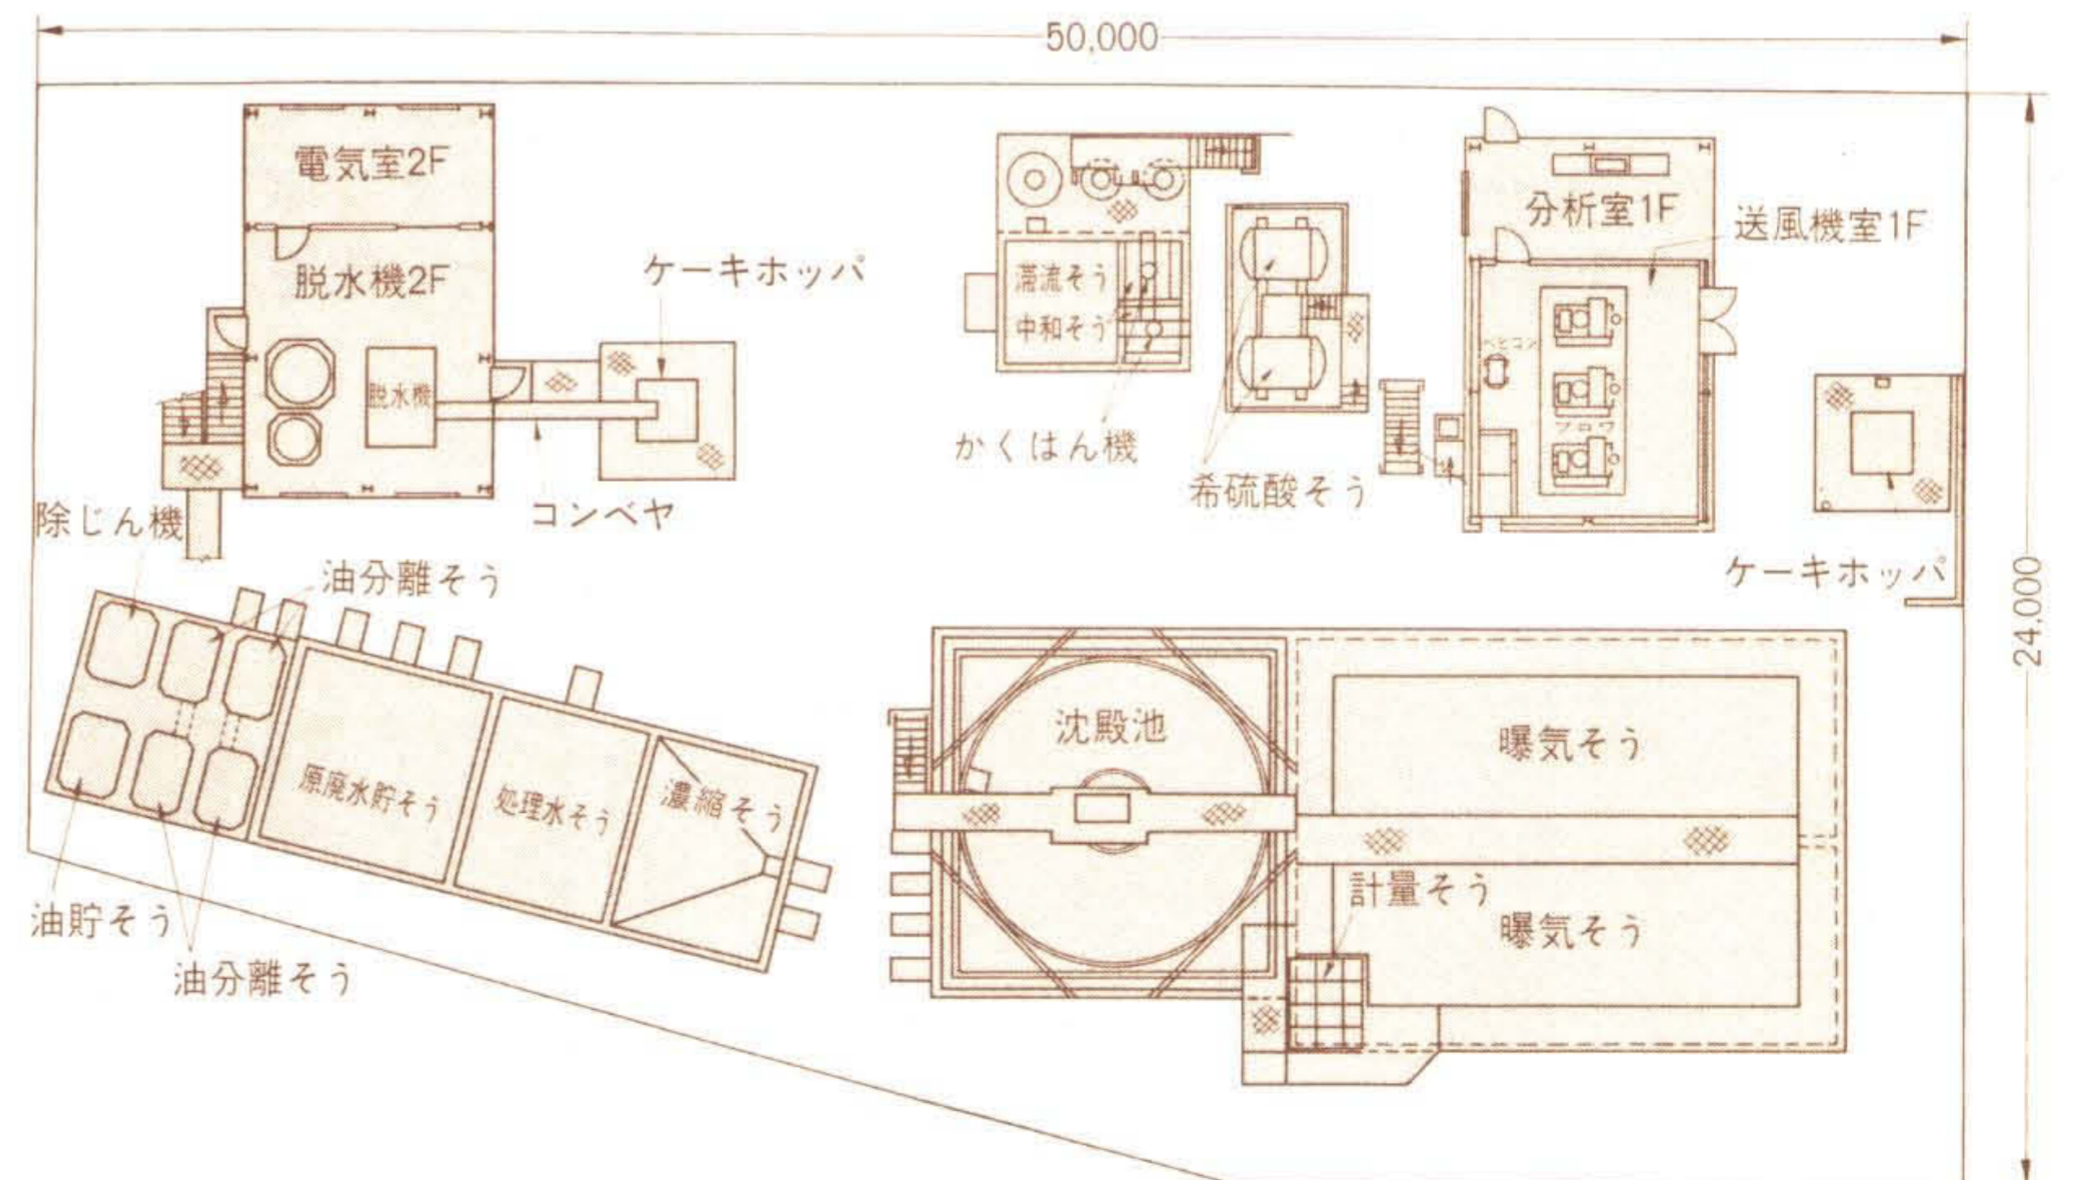 50,000
電気室2F
脱水機2F
脱水機
ケーキホッパ
コンベヤ
滞流そう
中和そう
かくはん機
希硫酸そう
分析室1F
送風機室1F
ベビコン
ブロワ
ケーキホッパ
24,000
除じん機
油分離そう
原廃水貯そう
処理水そう
濃縮そう
油貯そう
油分離そう
沈殿池
曝気そう
計量そう
曝気そう